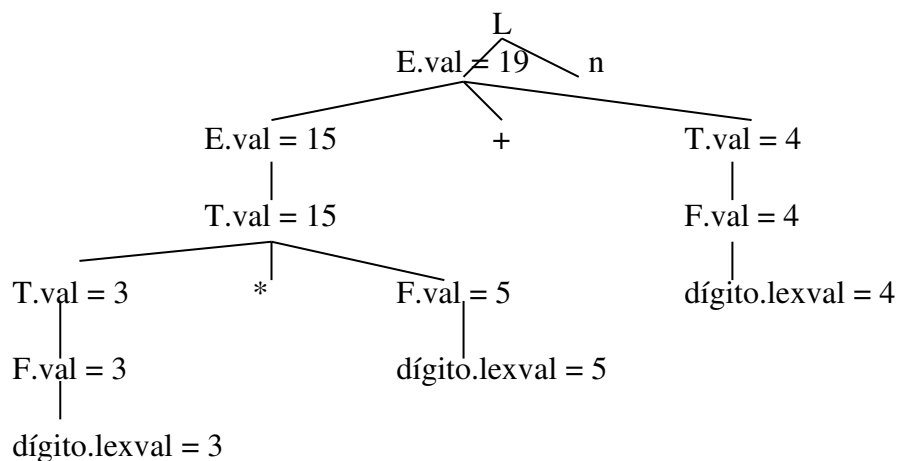 L
E.val = 19 n
E.val = 15 + T.val = 4
T.val = 15 F.val = 4
T.val = 3 * F.val = 5 dígito.lexval = 4
F.val = 3 dígito.lexval = 5
dígito.lexval = 3